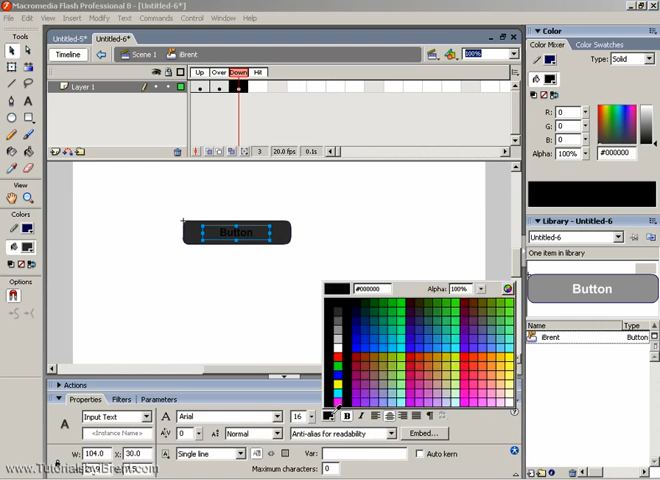 Macromedia Flash Professional 8 - [Untitled-6*]
File Edit View Insert Modify Text Commands Control Window Help
Tools
View
Colors
Options
Untitled-5*
Untitled-6*
Timeline
Scene 1
iBrent
100%
Up
Over
Down
Hit
Layer 1
3
20.0 fps
0.1s
Button
#000000
Alpha: 100%
Actions
Properties
Filters
Parameters
A
Input Text
<Instance Name>
A
Arial
16
B
I
0
Normal
Anti-alias for readability
Embed...
W: 104.0
X: 30.0
Single line
Var:
Auto kern
Maximum characters: 0
Color
Color Mixer
Color Swatches
Type: Solid
R: 0
G: 0
B: 0
Alpha: 100%
#000000
Library - Untitled-6
Untitled-6*
One item in library
Button
Name
Type
iBrent
Button
www.TutorialsbyiBrent.com